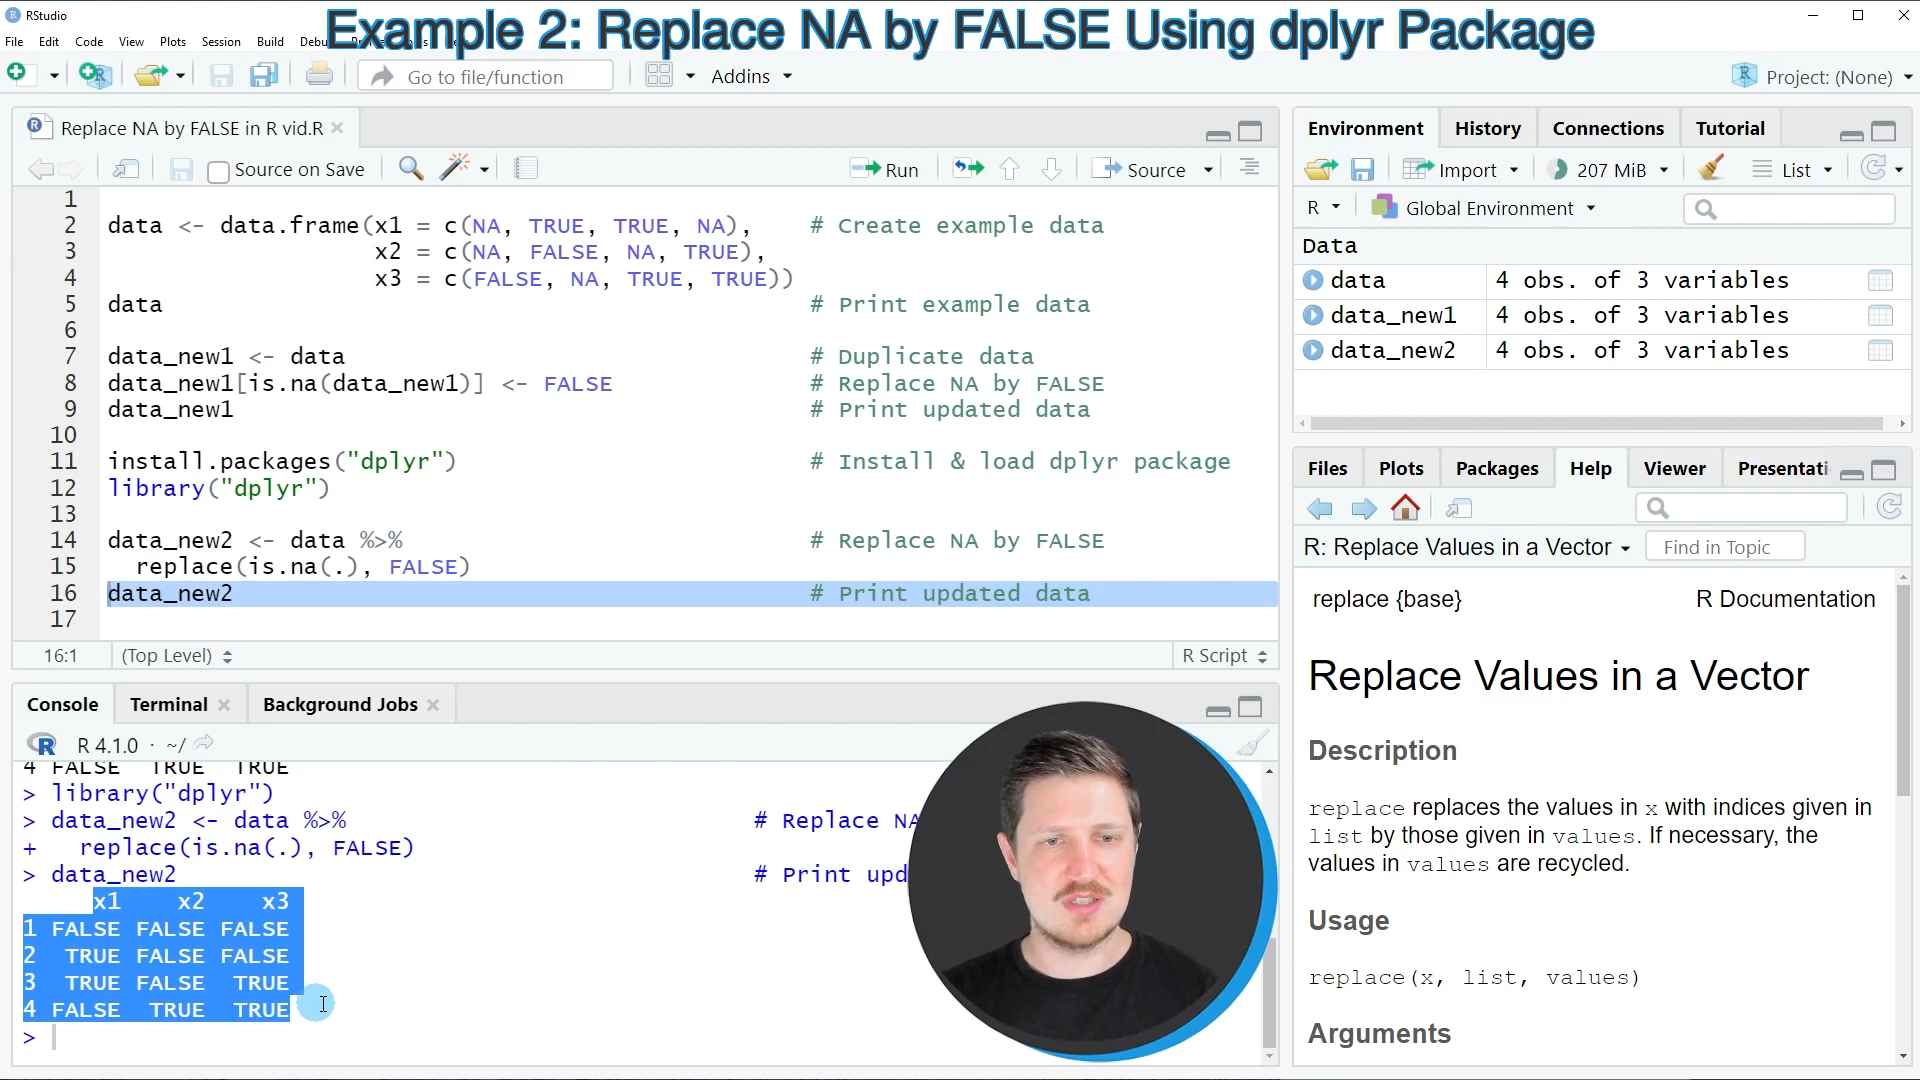 RStudio
Example 2: Replace NA by FALSE Using dplyr Package
File Edit Code View Plots Session Build
Go to file/function Addins Project: (None)
Replace NA by FALSE in R vid.R
Source on Save Run Source
1
2 data <- data.frame(x1 = c(NA, TRUE, TRUE, NA), # Create example data
3 x2 = c(NA, FALSE, NA, TRUE),
4 x3 = c(FALSE, NA, TRUE, TRUE))
5 data # Print example data
6
7 data_new1 <- data # Duplicate data
8 data_new1[is.na(data_new1)] <- FALSE # Replace NA by FALSE
9 data_new1 # Print updated data
10
11 install.packages("dplyr") # Install & load dplyr package
12 library("dplyr")
13
14 data_new2 <- data %>% # Replace NA by FALSE
15 replace(is.na(.), FALSE)
16 data_new2 # Print updated data
17
16:1 (Top Level) R Script
Console Terminal Background Jobs
R 4.1.0 · ~/
4 FALSE TRUE TRUE
> library("dplyr")
> data_new2 <- data %>% # Replace NA
+ replace(is.na(.), FALSE)
> data_new2 # Print upd
x1 x2 x3
1 FALSE FALSE FALSE
2 TRUE FALSE FALSE
3 TRUE FALSE TRUE
4 FALSE TRUE TRUE
>
Environment History Connections Tutorial
Import 207 MiB List
R Global Environment
Data
data 4 obs. of 3 variables
data_new1 4 obs. of 3 variables
data_new2 4 obs. of 3 variables
Files Plots Packages Help Viewer Presentati
R: Replace Values in a Vector Find in Topic
replace {base} R Documentation
Replace Values in a Vector
Description
replace replaces the values in x with indices given in
list by those given in values. If necessary, the
values in values are recycled.
Usage
replace(x, list, values)
Arguments